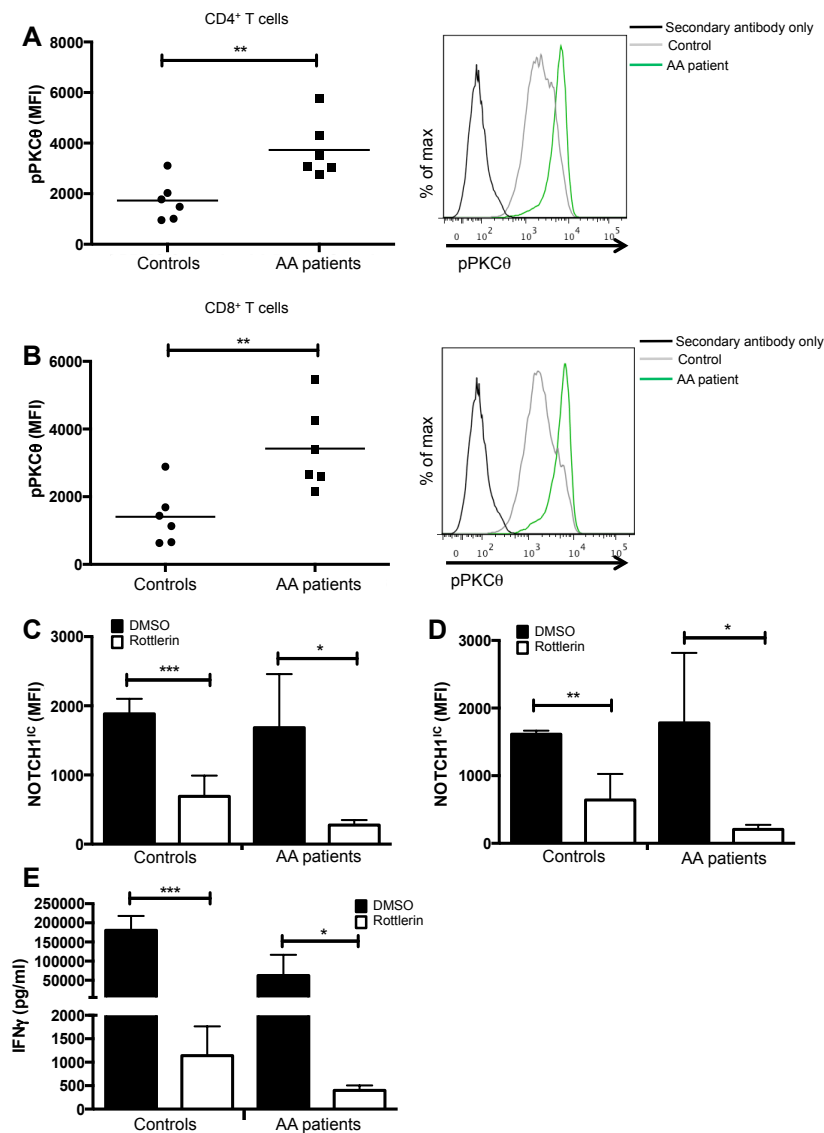 A
CD4+ T cells
8000
6000
4000
2000
0
pPKCθ (MFI)
**
Controls
AA patients
Secondary antibody only
Control
AA patient
% of max
0 10² 10³ 10⁴ 10⁵
pPKCθ
CD8+ T cells
B
6000
4000
2000
0
pPKCθ (MFI)
**
Controls
AA patients
Secondary antibody only
Control
AA patient
% of max
0 10² 10³ 10⁴ 10⁵
pPKCθ
C
DMSO
Rottlerin
3000
2000
1000
0
NOTCH1IC (MFI)
***
*
Controls
AA patients
D
DMSO
Rottlerin
3000
2000
1000
0
NOTCH1IC (MFI)
**
*
Controls
AA patients
E
DMSO
Rottlerin
250000
200000
150000
100000
50000
2000
1500
1000
500
0
IFNγ (pg/ml)
***
*
Controls
AA patients